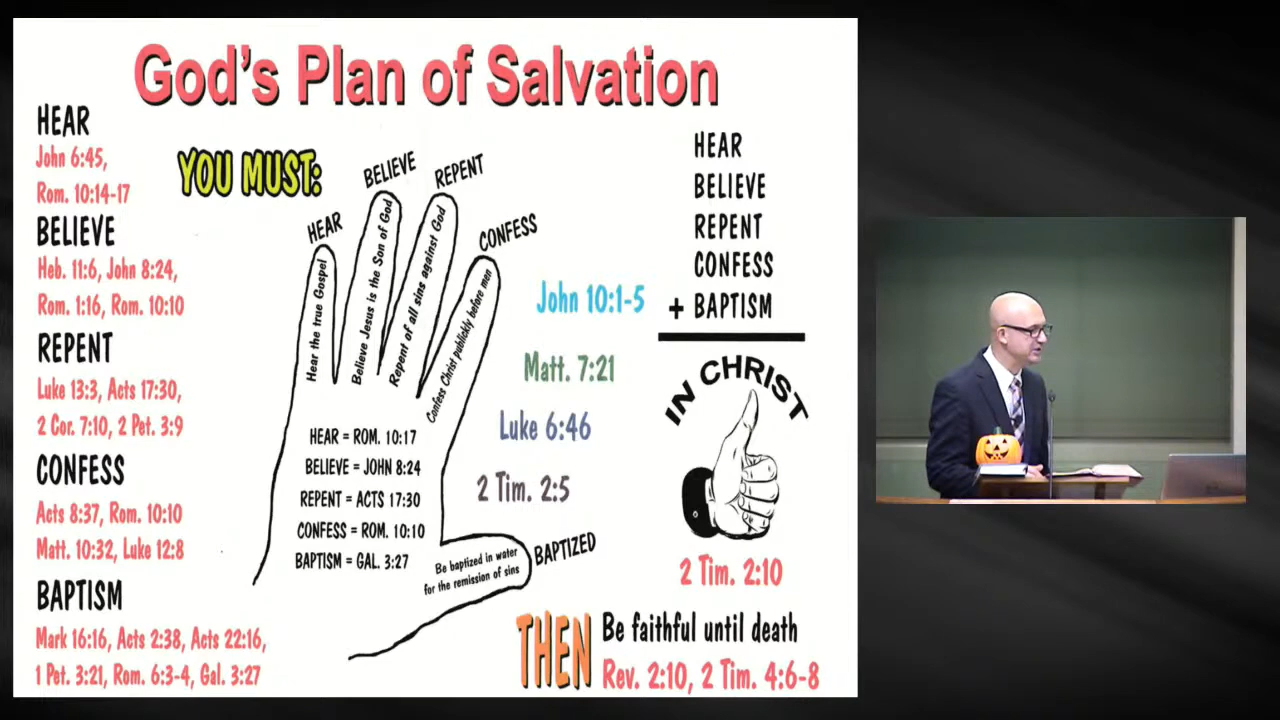 God's Plan of Salvation
HEAR
John 6:45,
Rom. 10:14-17
BELIEVE
Heb. 11:6, John 8:24,
Rom. 1:16, Rom. 10:10
REPENT
Luke 13:3, Acts 17:30,
2 Cor. 7:10, 2 Pet. 3:9
CONFESS
Acts 8:37, Rom. 10:10
Matt. 10:32, Luke 12:8
BAPTISM
Mark 16:16, Acts 2:38, Acts 22:16,
1 Pet. 3:21, Rom. 6:3-4, Gal. 3:27
YOU MUST:
HEAR
BELIEVE
REPENT
CONFESS
Hear the true Gospel
Believe Jesus is the Son of God
Repent of all sins against God
Confess Christ publickly before men
HEAR = ROM. 10:17
BELIEVE = JOHN 8:24
REPENT = ACTS 17:30
CONFESS = ROM. 10:10
BAPTISM = GAL. 3:27
Be baptized in water
for the remission of sins
BAPTIZED
John 10:1-5
Matt. 7:21
Luke 6:46
2 Tim. 2:5
HEAR
BELIEVE
REPENT
CONFESS
+ BAPTISM
IN CHRIST
2 Tim. 2:10
THEN
Be faithful until death
Rev. 2:10, 2 Tim. 4:6-8